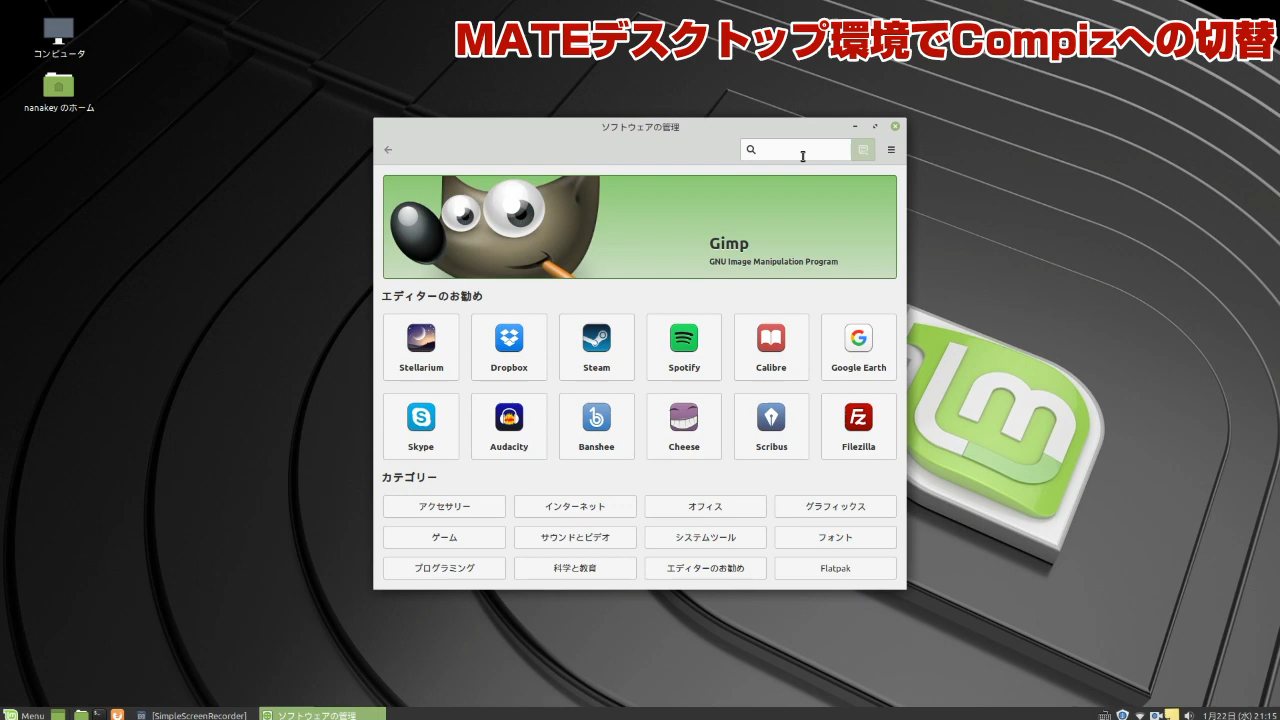 MATEデスクトップ環境でCompizへの切替
コンピュータ
nanakey のホーム
ソフトウェアの管理
Gimp
GNU Image Manipulation Program
エディターのお勧め
Stellarium
Dropbox
Steam
Spotify
Calibre
Google Earth
Skype
Audacity
Banshee
Cheese
Scribus
Filezilla
カテゴリー
アクセサリー
インターネット
オフィス
グラフィックス
ゲーム
サウンドとビデオ
システムツール
フォント
プログラミング
科学と教育
エディターのお勧め
Flatpak
Menu
[SimpleScreenRecorder]
ソフトウェアの管理
1月22日 (水) 21:15